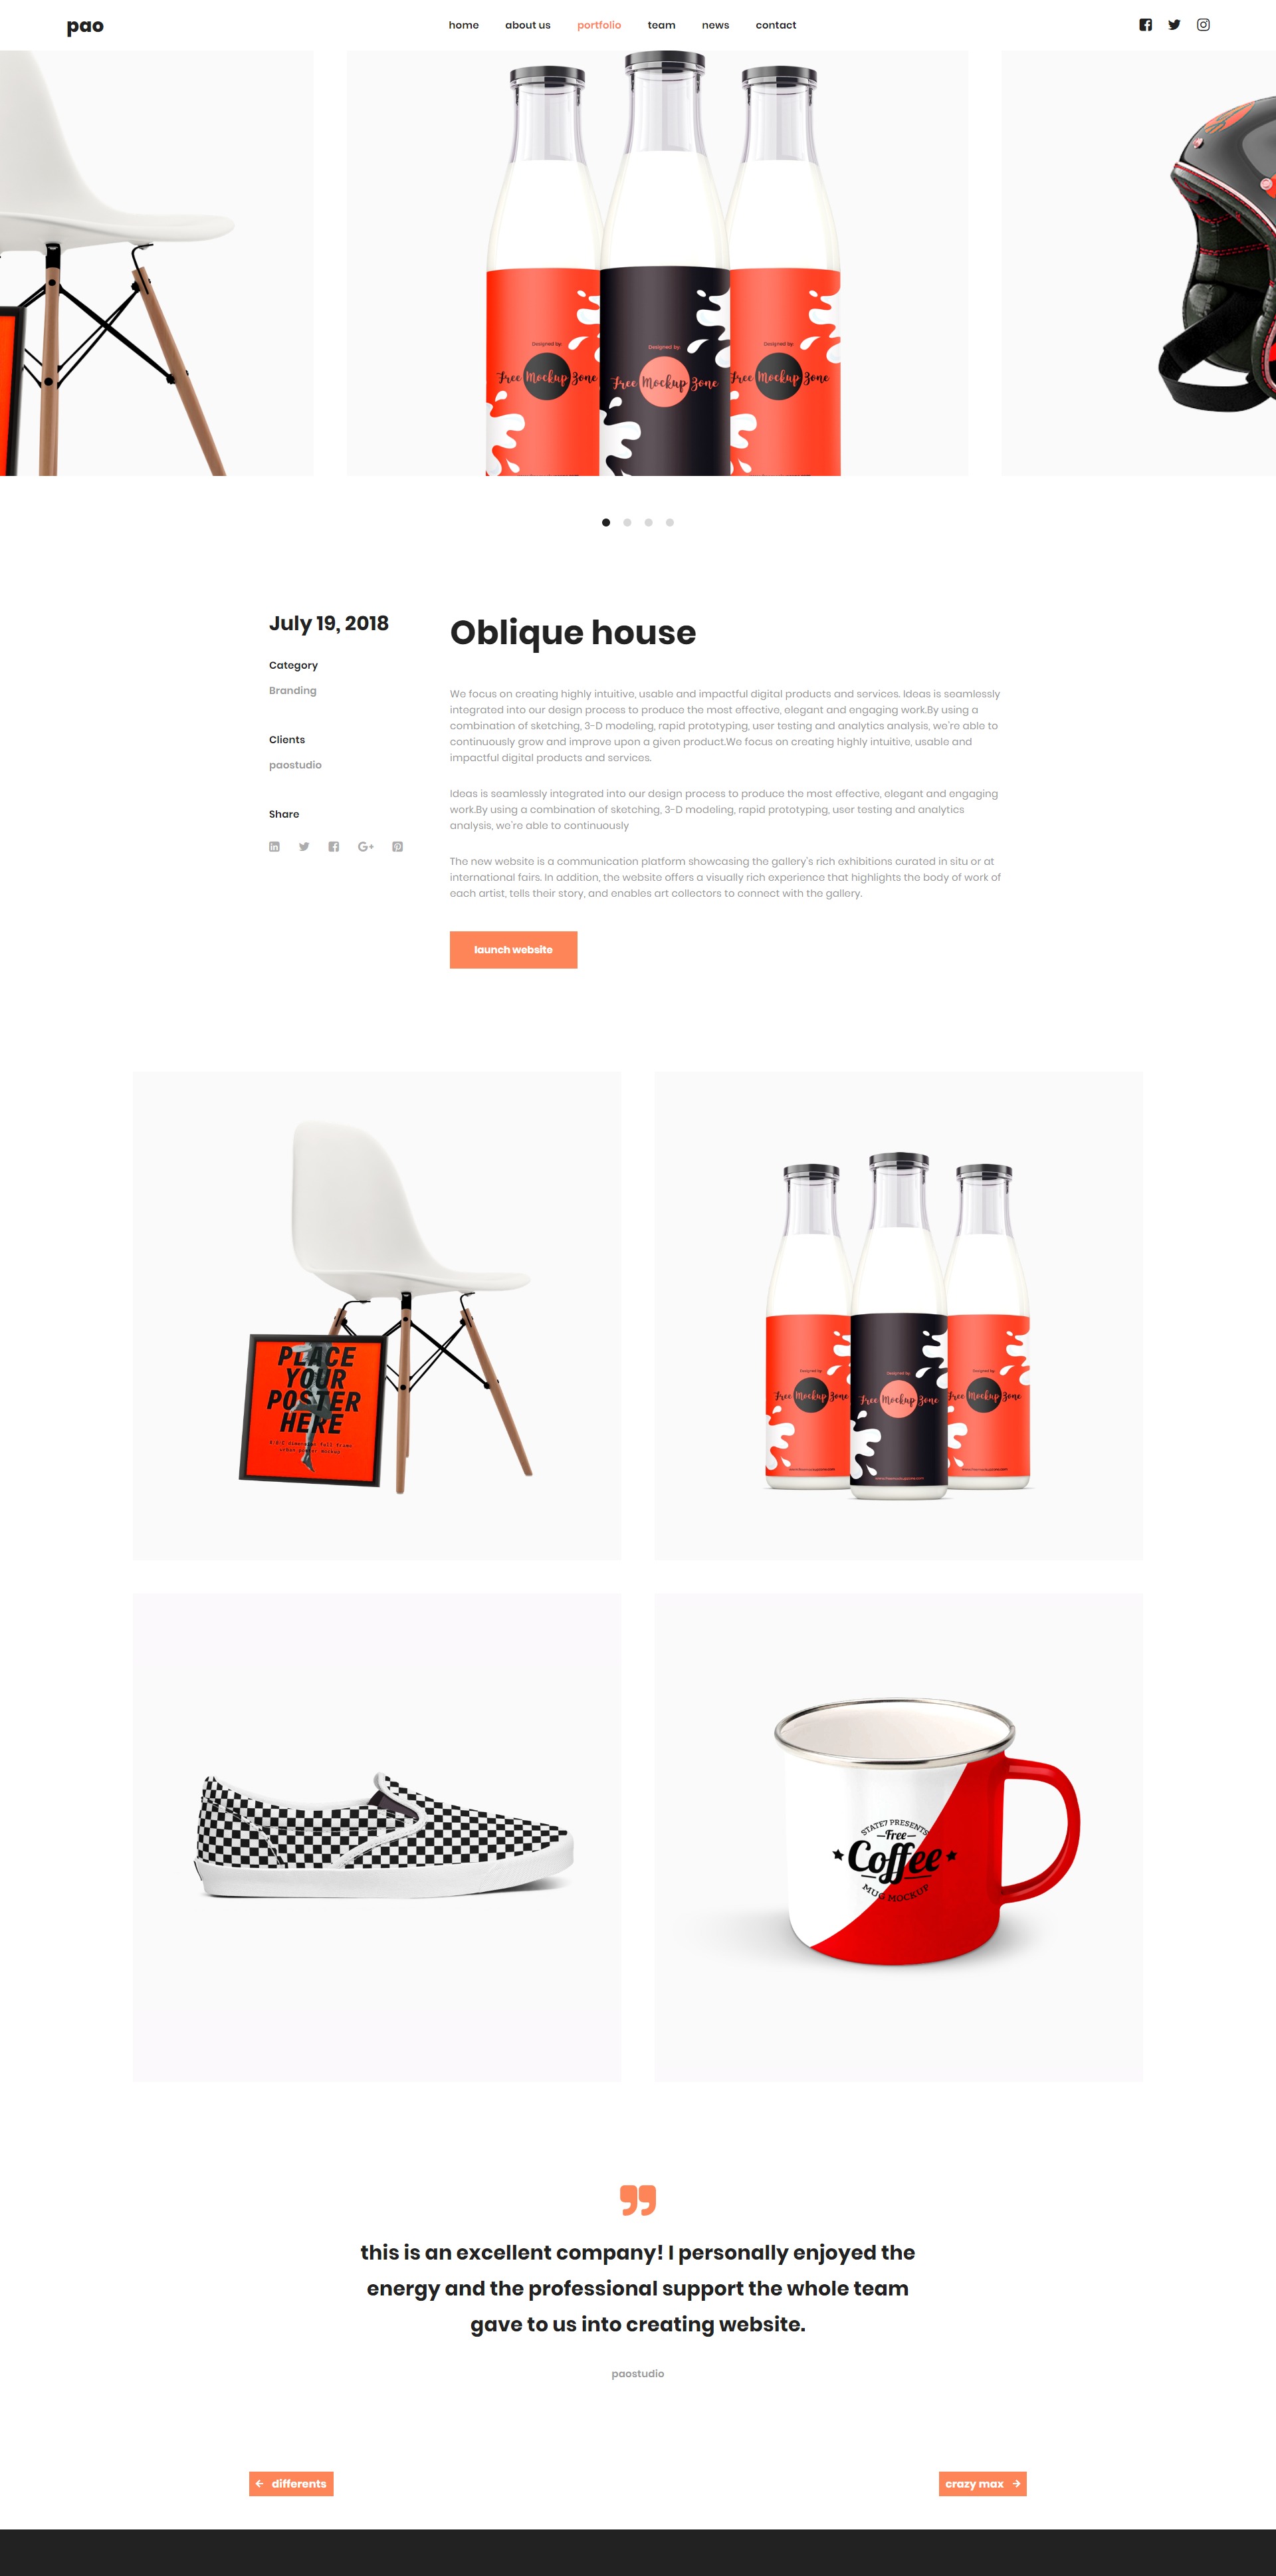 pao
home about us portfolio team news contact
Designed by: Designed by: Designed by:
Free Mockup Zone Free Mockup Zone Free Mockup Zone
July 19, 2018
Category
Branding
Clients
paostudio
Share
Oblique house
We focus on creating highly intuitive, usable and impactful digital products and services. Ideas is seamlessly
integrated into our design process to produce the most effective, elegant and engaging work.By using a
combination of sketching, 3-D modeling, rapid prototyping, user testing and analytics analysis, we're able to
continuously grow and improve upon a given product.We focus on creating highly intuitive, usable and
impactful digital products and services.
Ideas is seamlessly integrated into our design process to produce the most effective, elegant and engaging
work.By using a combination of sketching, 3-D modeling, rapid prototyping, user testing and analytics
analysis, we're able to continuously
The new website is a communication platform showcasing the gallery's rich exhibitions curated in situ or at
international fairs. In addition, the website offers a visually rich experience that highlights the body of work of
each artist, tells their story, and enables art collectors to connect with the gallery.
launch website
PLACE
YOUR
POSTER
HERE
Designed by: Designed by: Designed by:
Free Mockup Zone Free Mockup Zone Free Mockup Zone
STATE7 PRESENTS
Free
Coffee
MUG MOCKUP
this is an excellent company! I personally enjoyed the
energy and the professional support the whole team
gave to us into creating website.
paostudio
differents
crazy max